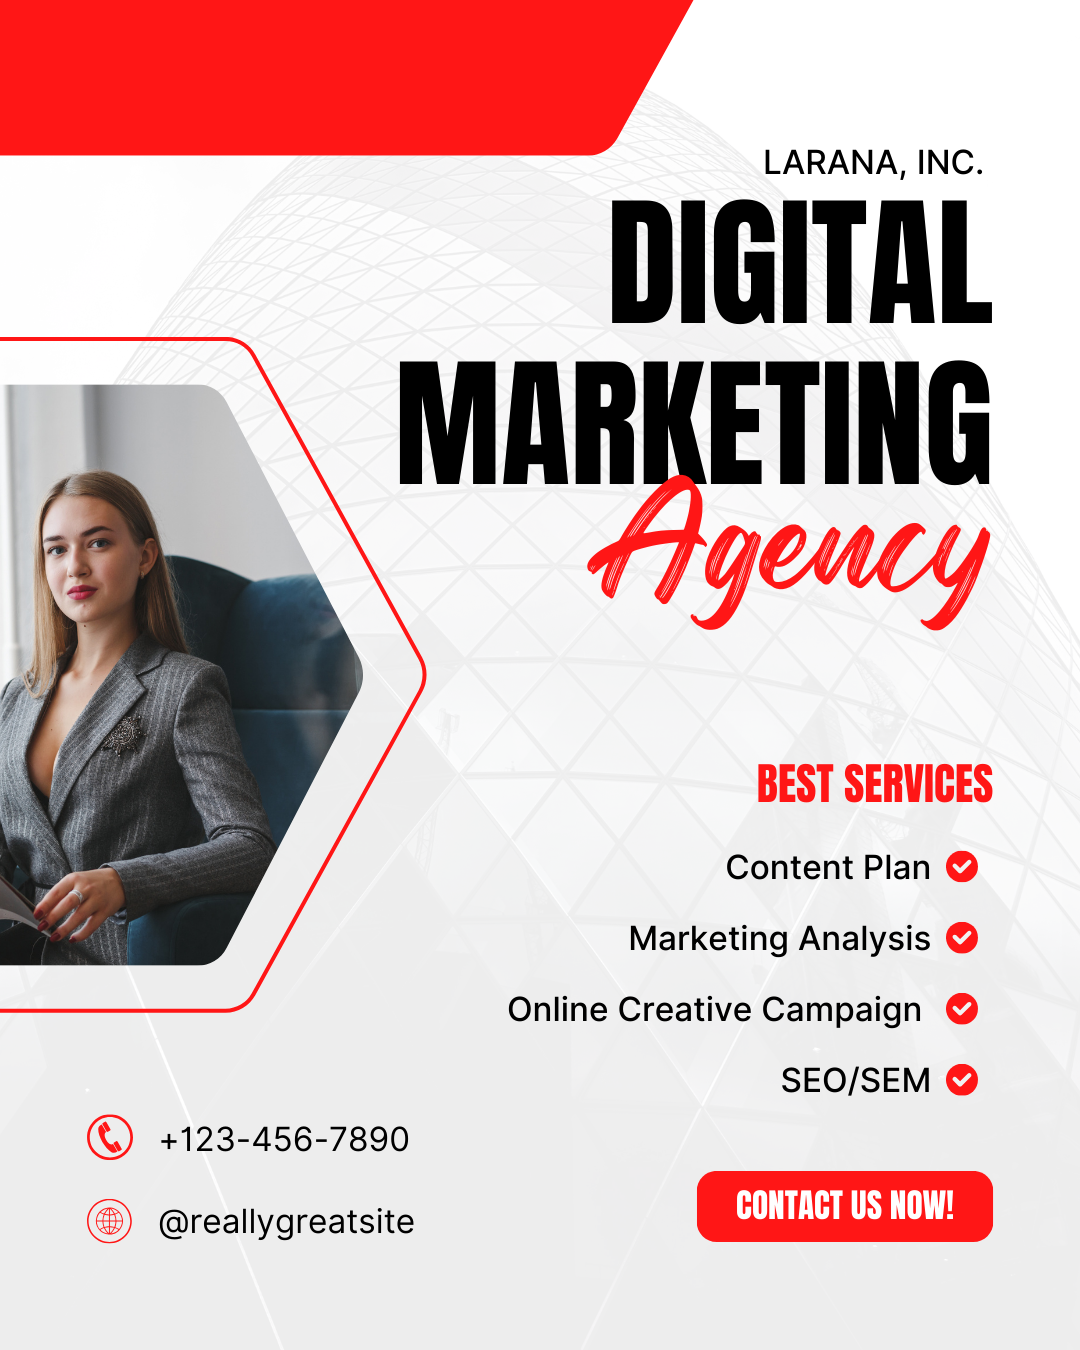 LARANA, INC.
DIGITAL
MARKETING
Agency
BEST SERVICES
Content Plan
Marketing Analysis
Online Creative Campaign
SEO/SEM
+123-456-7890
@reallygreatsite
CONTACT US NOW!